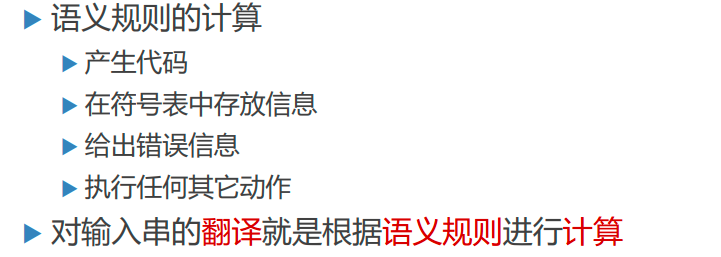 语义规则的计算
产生代码
在符号表中存放信息
给出错误信息
执行任何其它动作
对输入串的翻译就是根据语义规则进行计算